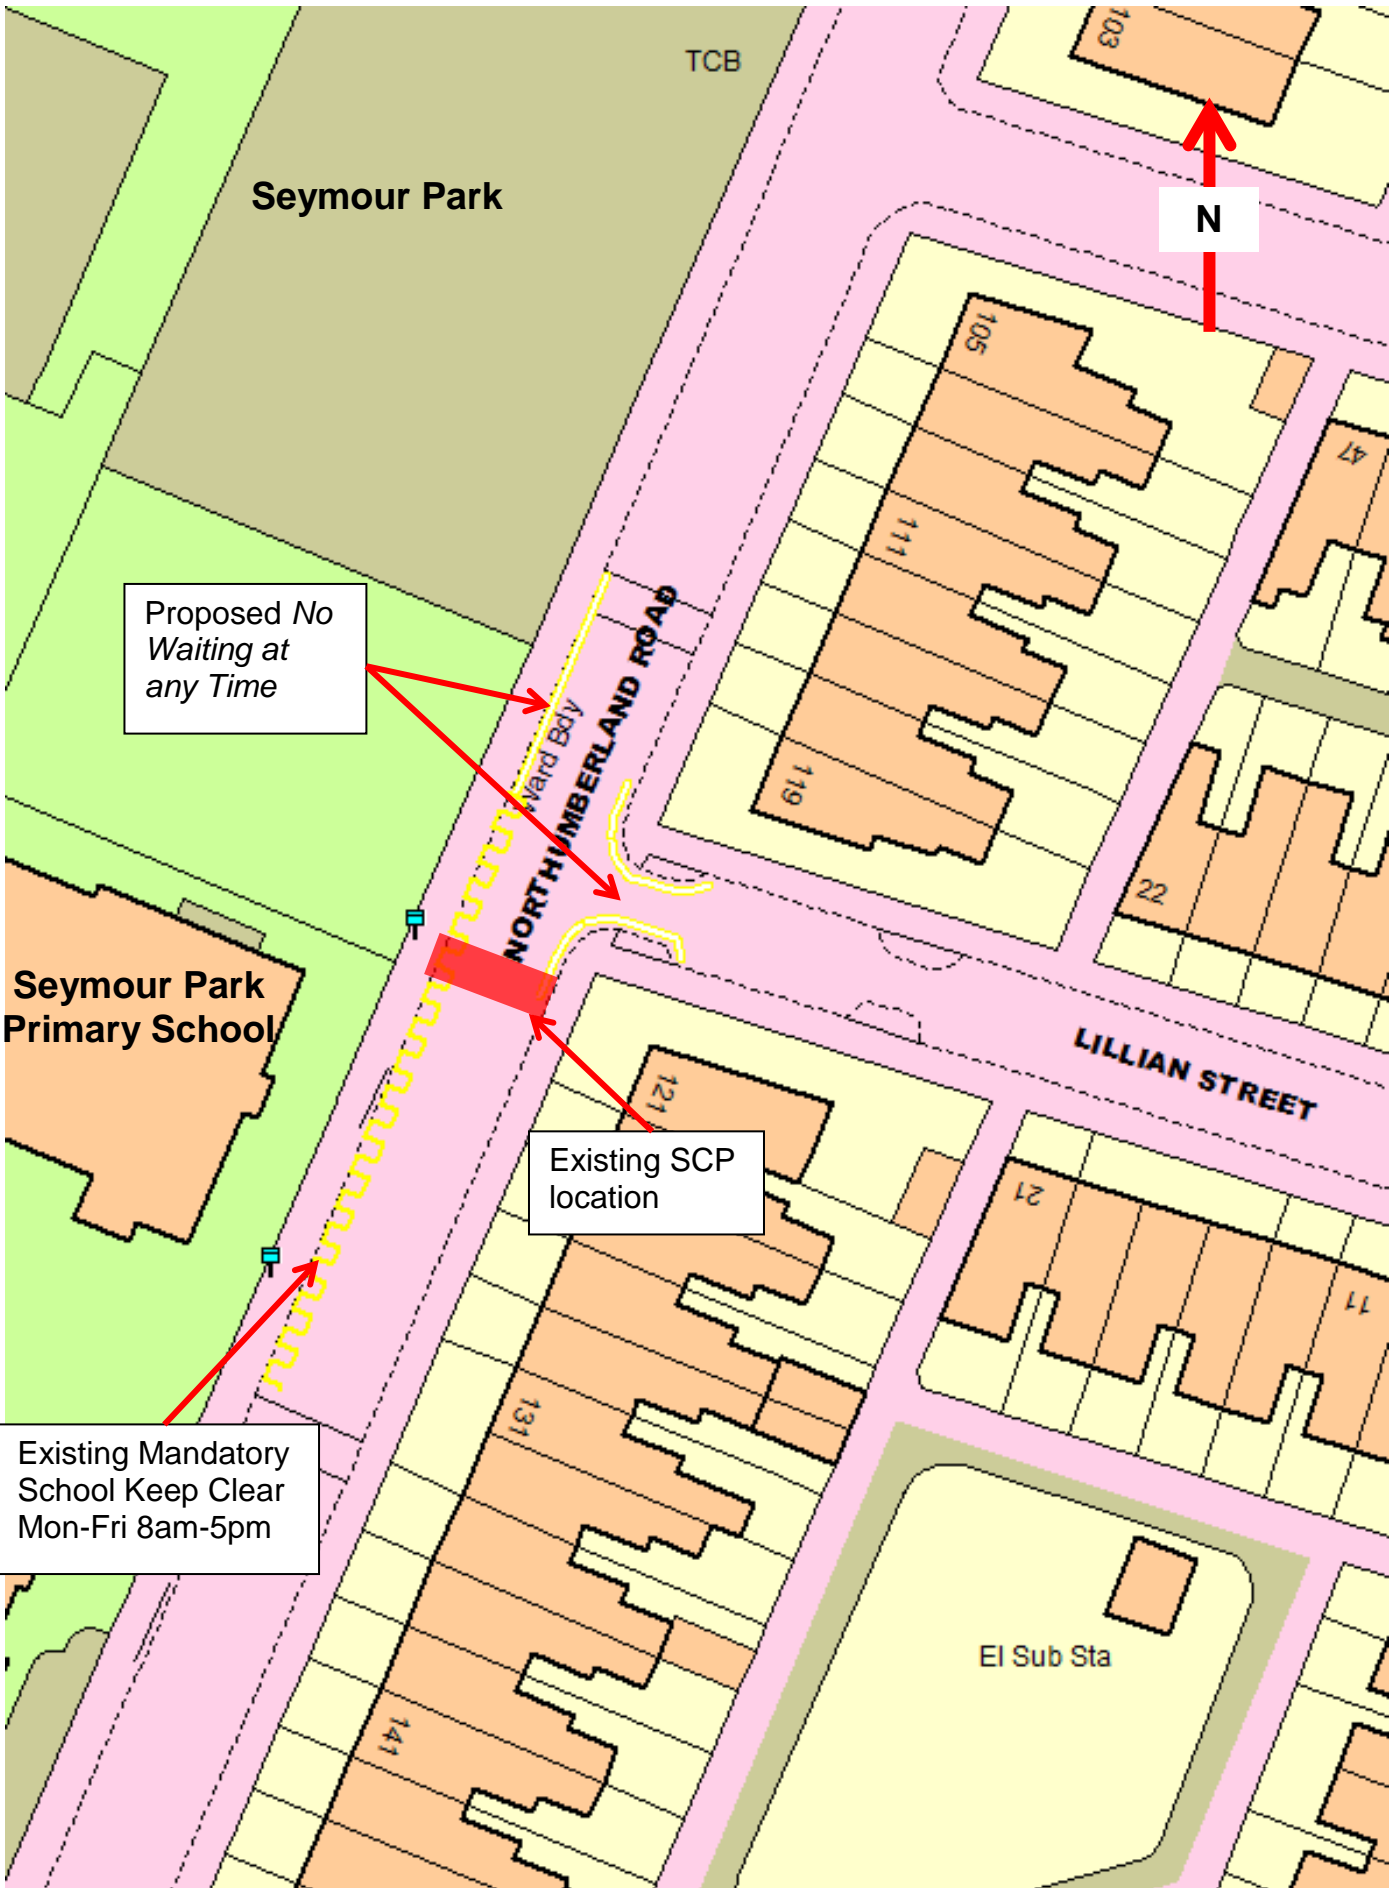 103
TCB
Seymour Park
N
105
47
111
Proposed No
Waiting at
any Time
Ward Bdy
NORTHUMBERLAND ROAD
119
22
Seymour Park
Primary School
LILLIAN STREET
121
Existing SCP
location
21
11
131
Existing Mandatory
School Keep Clear
Mon-Fri 8am-5pm
El Sub Sta
141